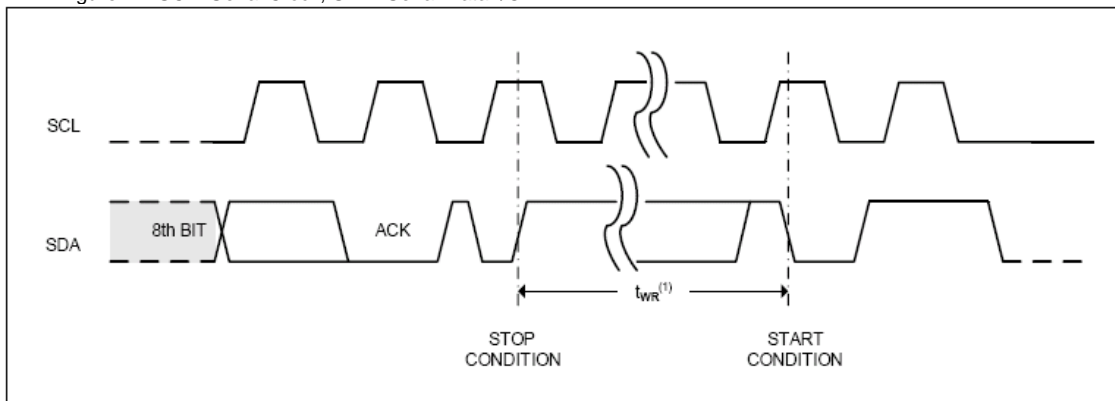 SCL
SDA
8th BIT
ACK
tWR(1)
STOP
CONDITION
START
CONDITION